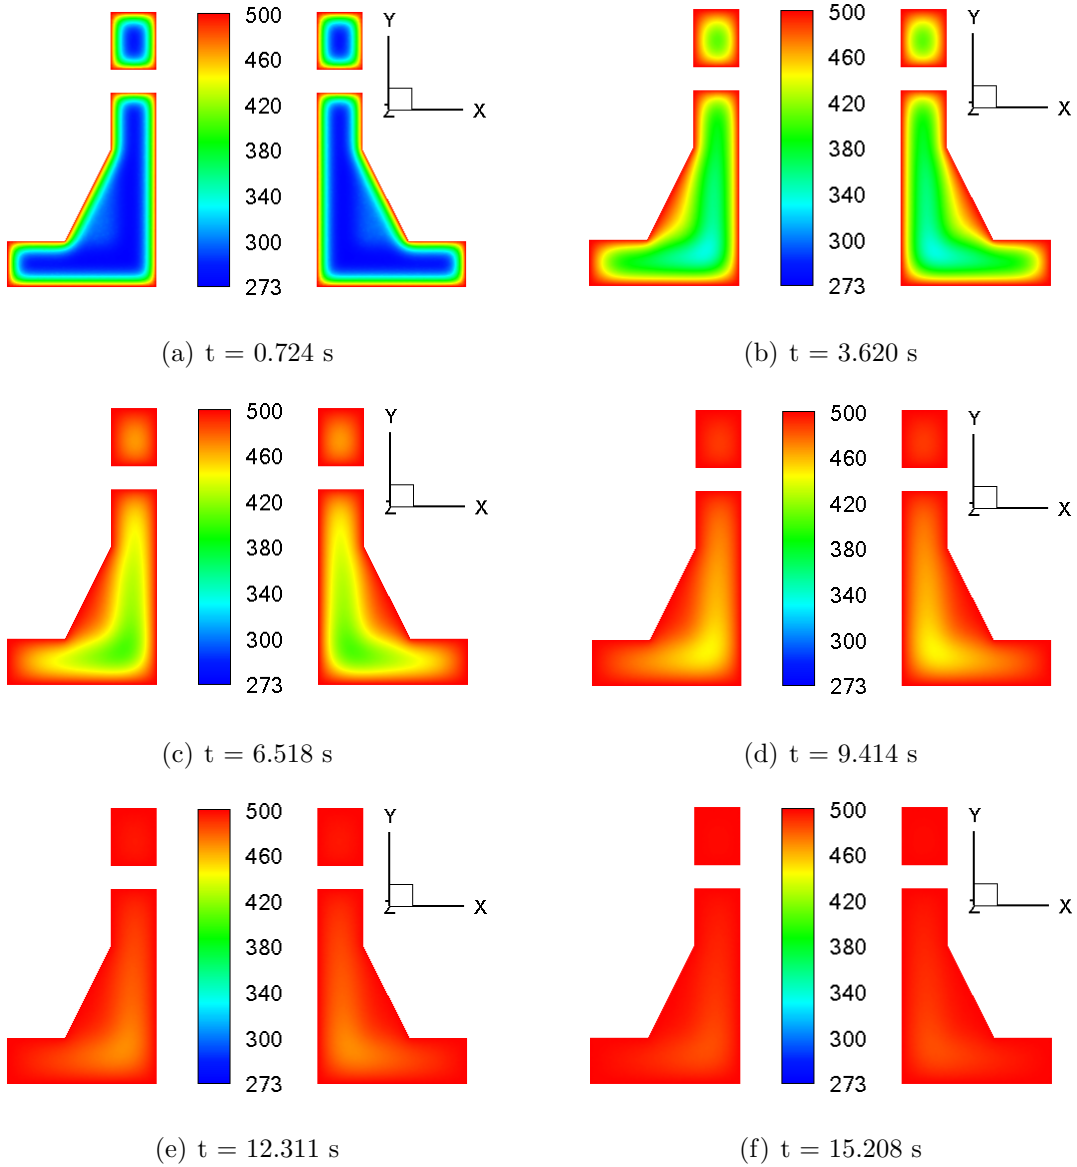 500
460
420
380
340
300
273
Y
X
Z
(a) t = 0.724 s
500
460
420
380
340
300
273
Y
X
Z
(b) t = 3.620 s
500
460
420
380
340
300
273
Y
X
Z
(c) t = 6.518 s
500
460
420
380
340
300
273
Y
X
Z
(d) t = 9.414 s
500
460
420
380
340
300
273
Y
X
Z
(e) t = 12.311 s
500
460
420
380
340
300
273
Y
X
Z
(f) t = 15.208 s